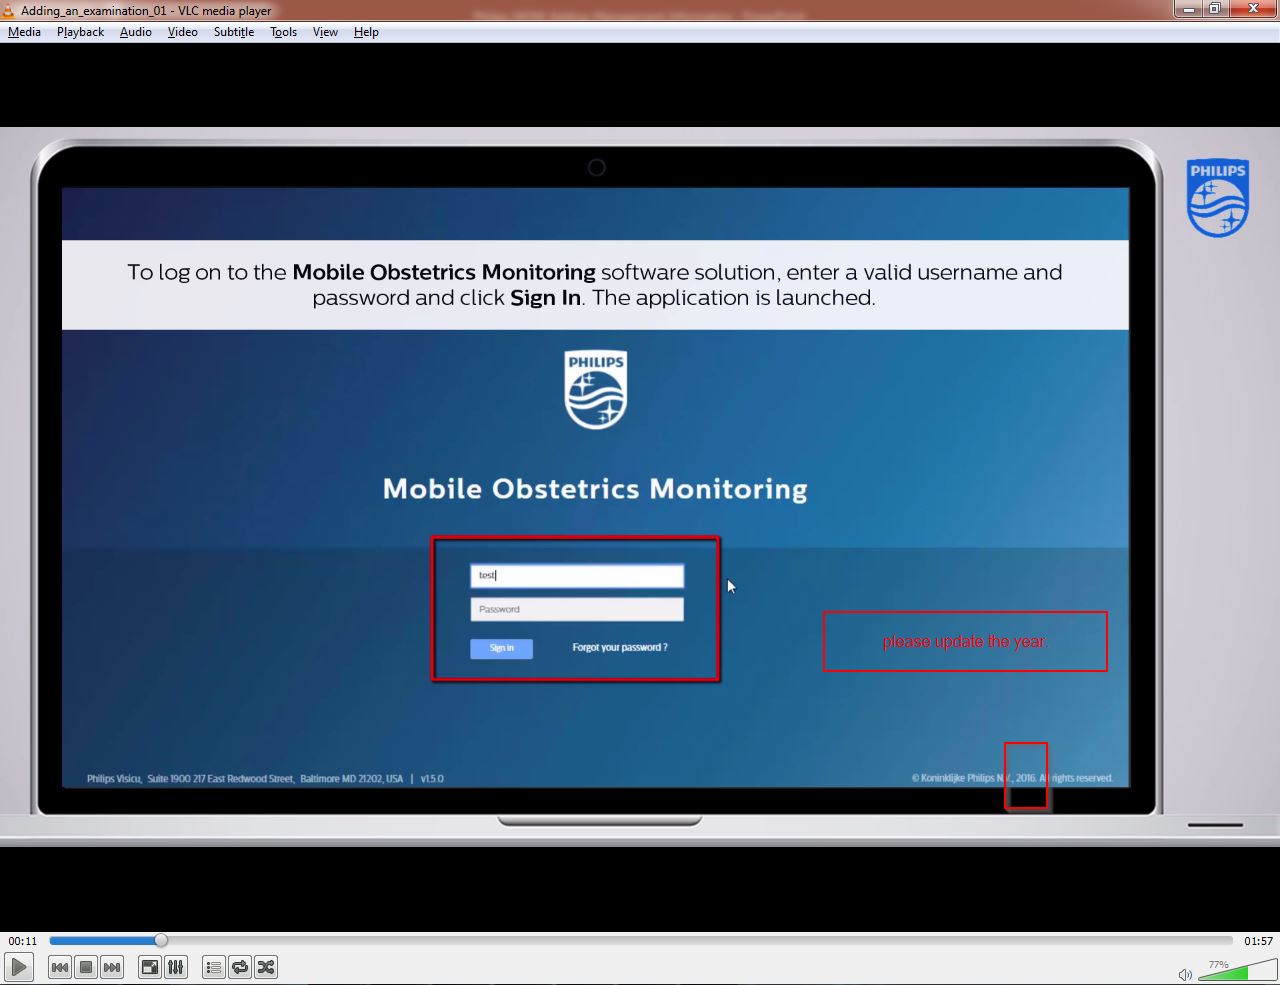 Adding_an_examination_01 - VLC media player
Media Playback Audio Video Subtitle Tools View Help
PHILIPS
To log on to the Mobile Obstetrics Monitoring software solution, enter a valid username and
password and click Sign In. The application is launched.
PHILIPS
Mobile Obstetrics Monitoring
test
Password
Sign in Forgot your password ?
please update the year.
Philips Visicu, Suite 1900 217 East Redwood Street, Baltimore MD 21202, USA | v1.5.0
© Koninklijke Philips N.V., 2016. All rights reserved.
00:11 01:57
77%